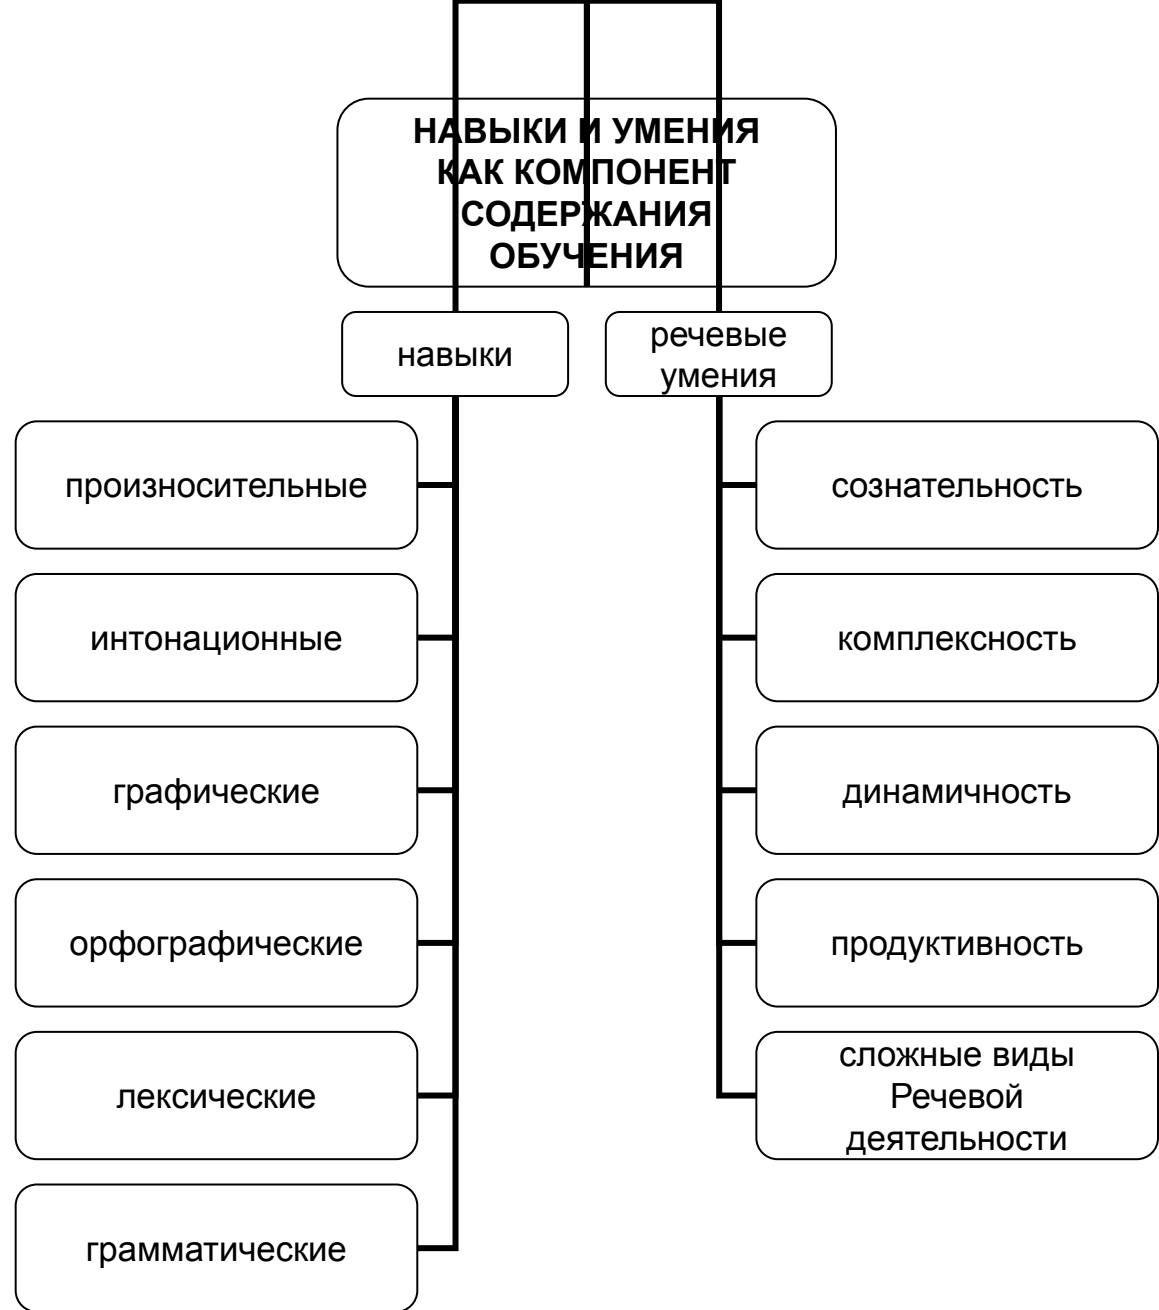 НАВЫКИ И УМЕНИЯ
КАК КОМПОНЕНТ
СОДЕРЖАНИЯ
ОБУЧЕНИЯ
навыки
речевые
умения
произносительные
интонационные
графические
орфографические
лексические
грамматические
сознательность
комплексность
динамичность
продуктивность
сложные виды
Речевой
деятельности